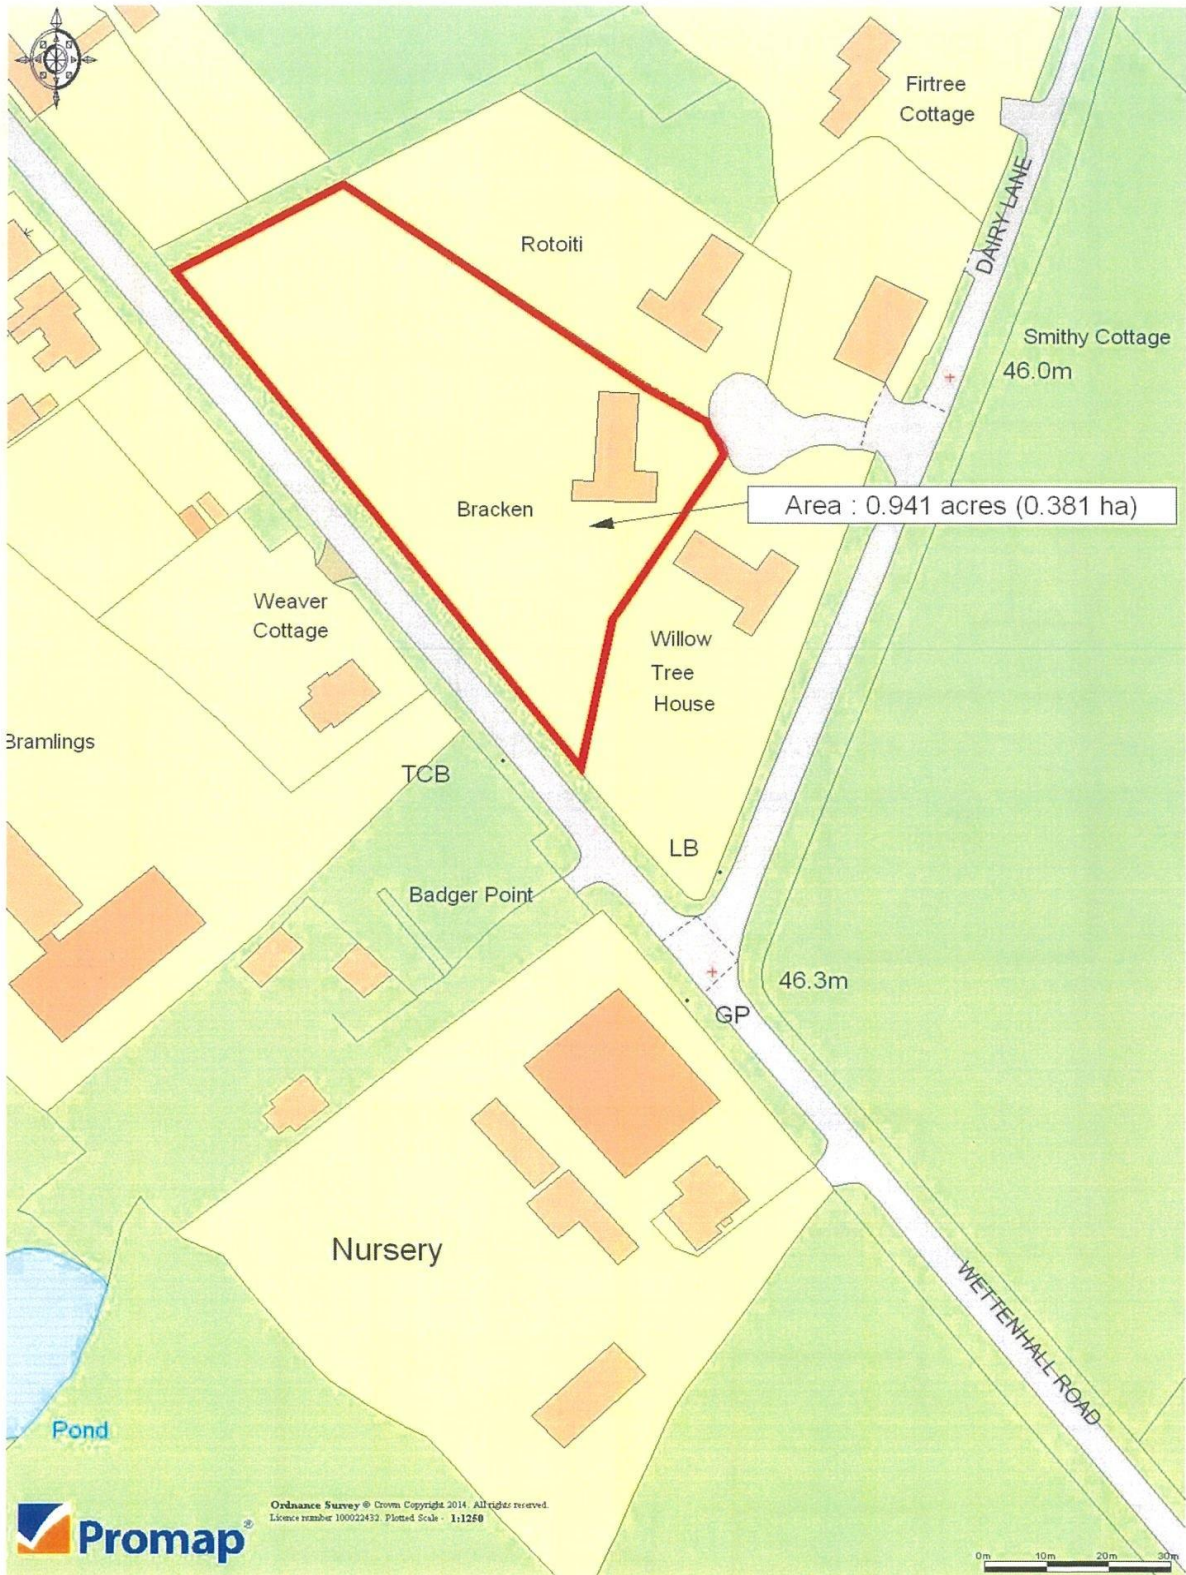 Firtree
Cottage
DAIRY LANE
Rotoiti
Smithy Cottage
46.0m
Area : 0.941 acres (0.381 ha)
Bracken
Weaver
Cottage
Willow
Tree
House
Bramlings
TCB
LB
Badger Point
46.3m
GP
Nursery
WETTENHALL ROAD
Pond
Promap®
Ordnance Survey © Crown Copyright 2014. All rights reserved.
Licence number 100022432. Plotted Scale - 1:1250
0m 10m 20m 30m